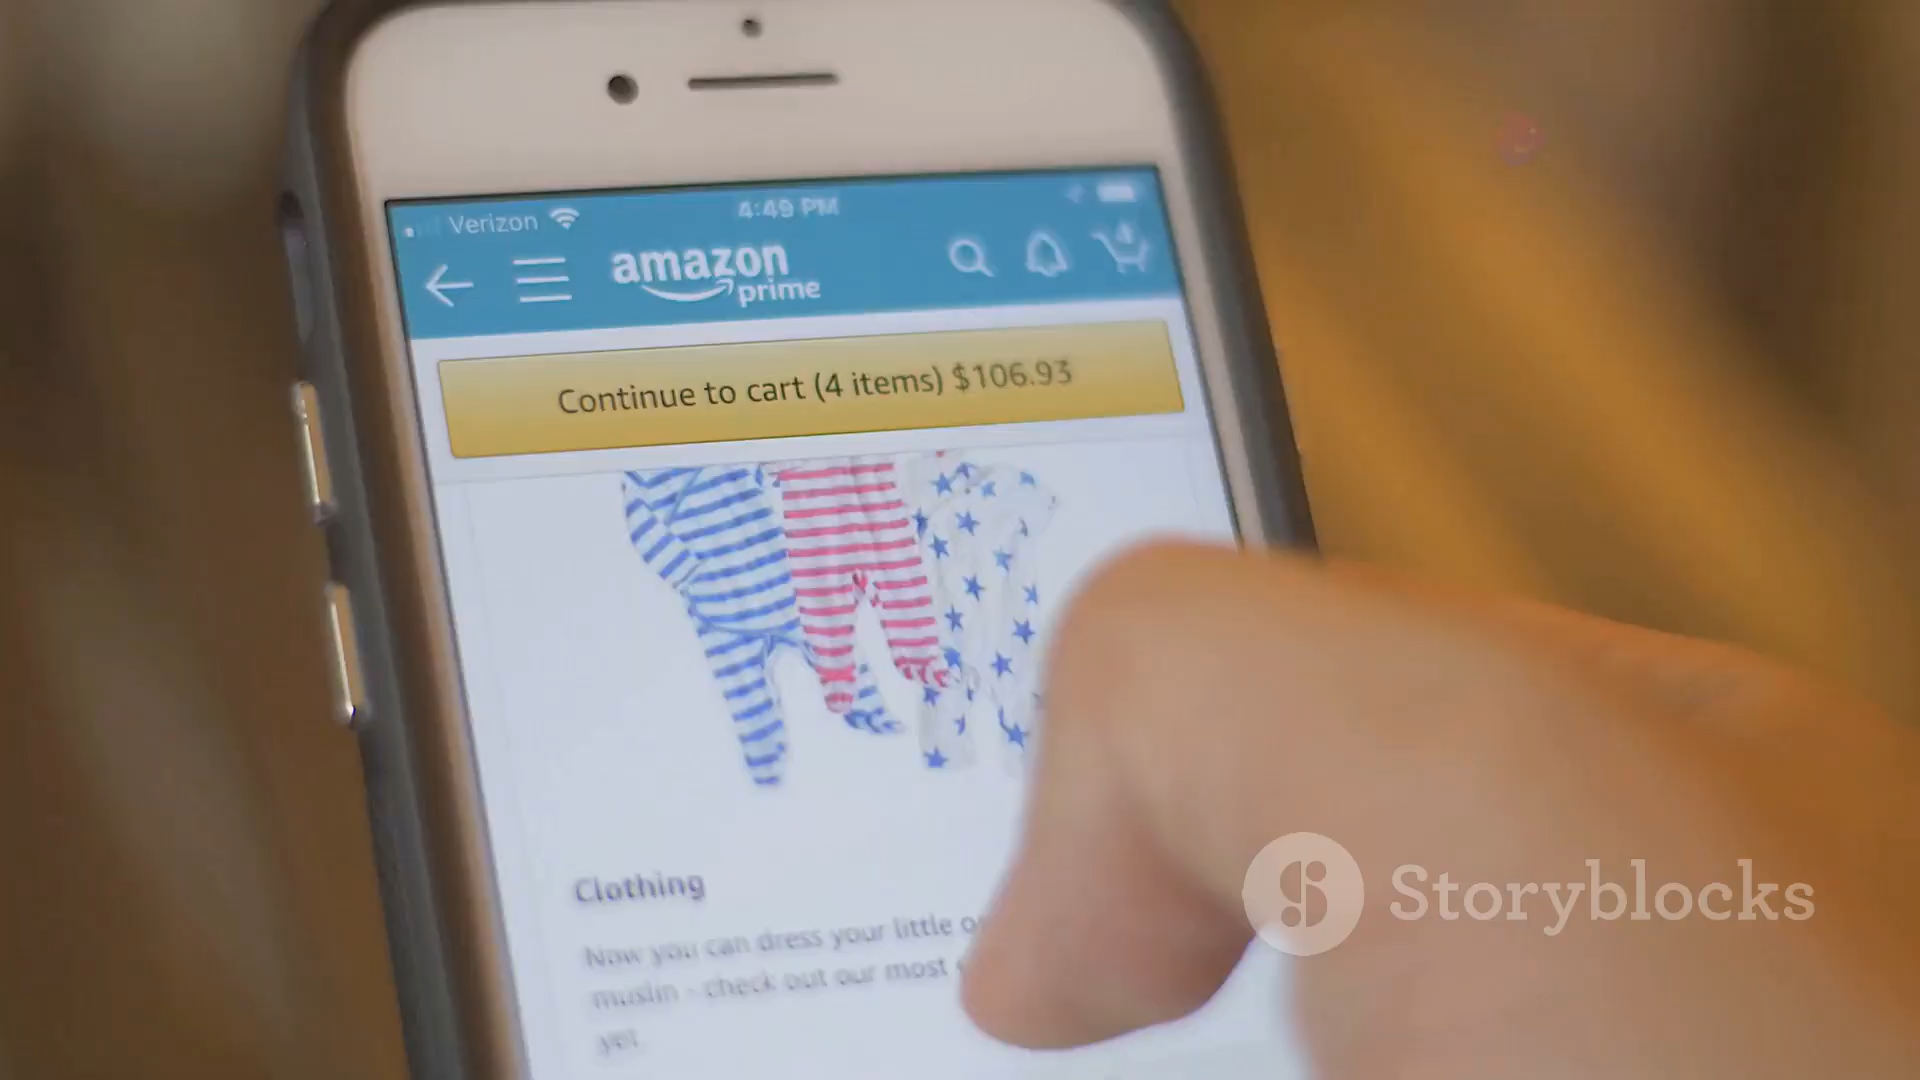 Verizon
4:49 PM
amazon
prime
4
Continue to cart (4 items) $106.93
Clothing
Now you can dress your little
muslin - check out our most
yet.
Storyblocks